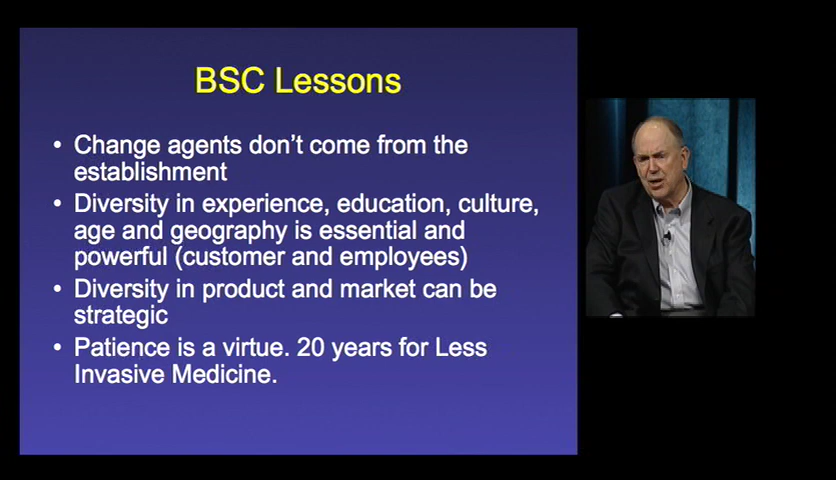 BSC Lessons
• Change agents don't come from the
establishment
• Diversity in experience, education, culture,
age and geography is essential and
powerful (customer and employees)
• Diversity in product and market can be
strategic
• Patience is a virtue. 20 years for Less
Invasive Medicine.